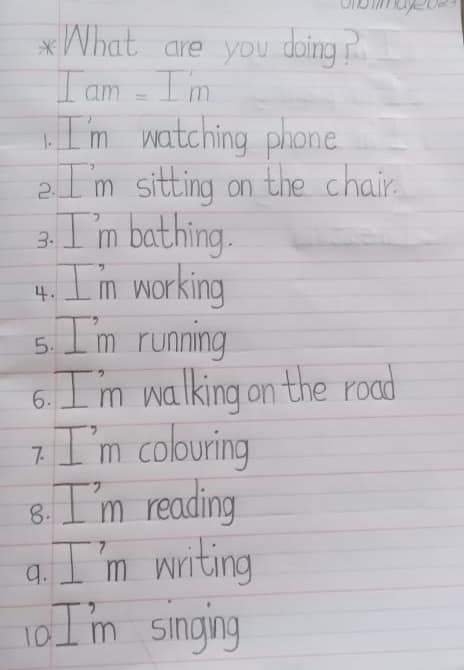 * What are you doing?
I am = I'm
1. I'm watching phone
2. I'm sitting on the chair.
3. I'm bathing.
4. I'm working
5. I'm running
6. I'm walking on the road
7. I'm colouring
8. I'm reading
9. I'm writing
10 I'm singing